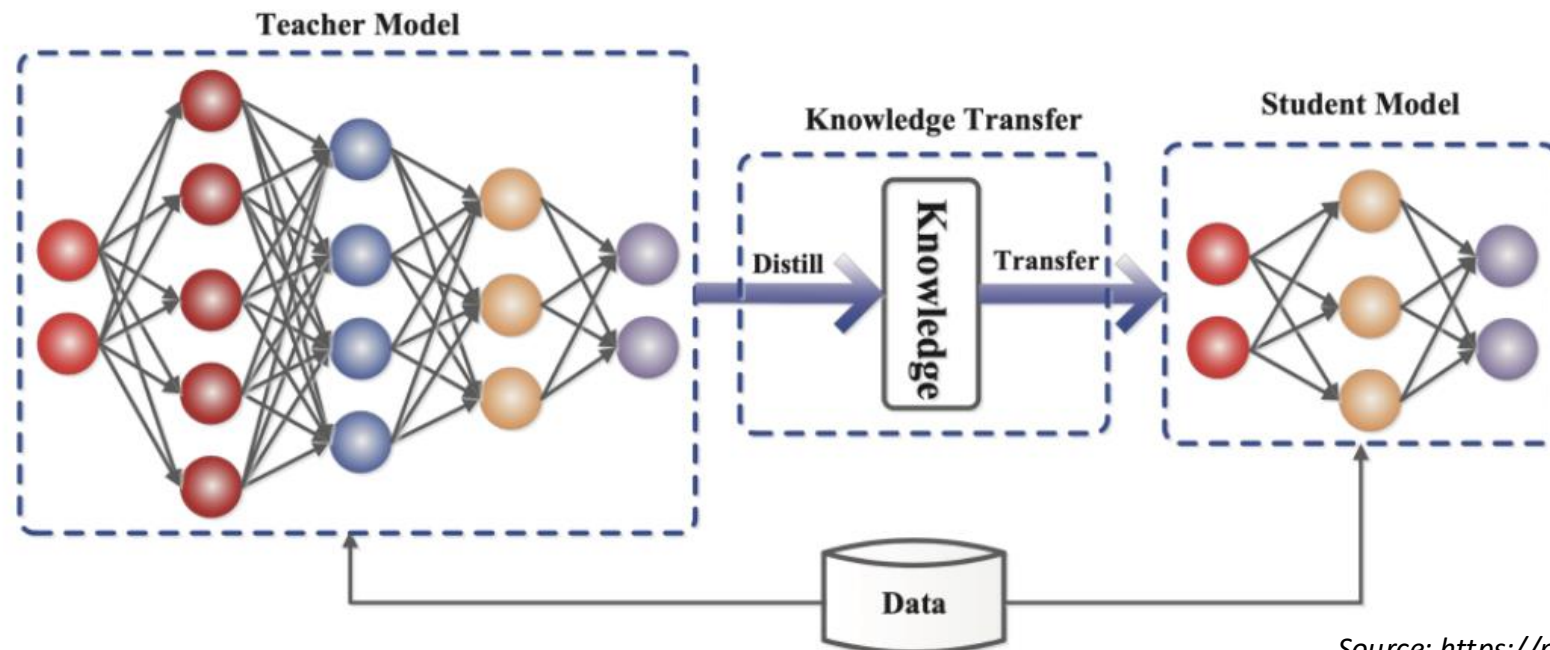 Teacher Model
Knowledge Transfer
Student Model
Distill
Knowledge
Transfer
Data
Source: https://